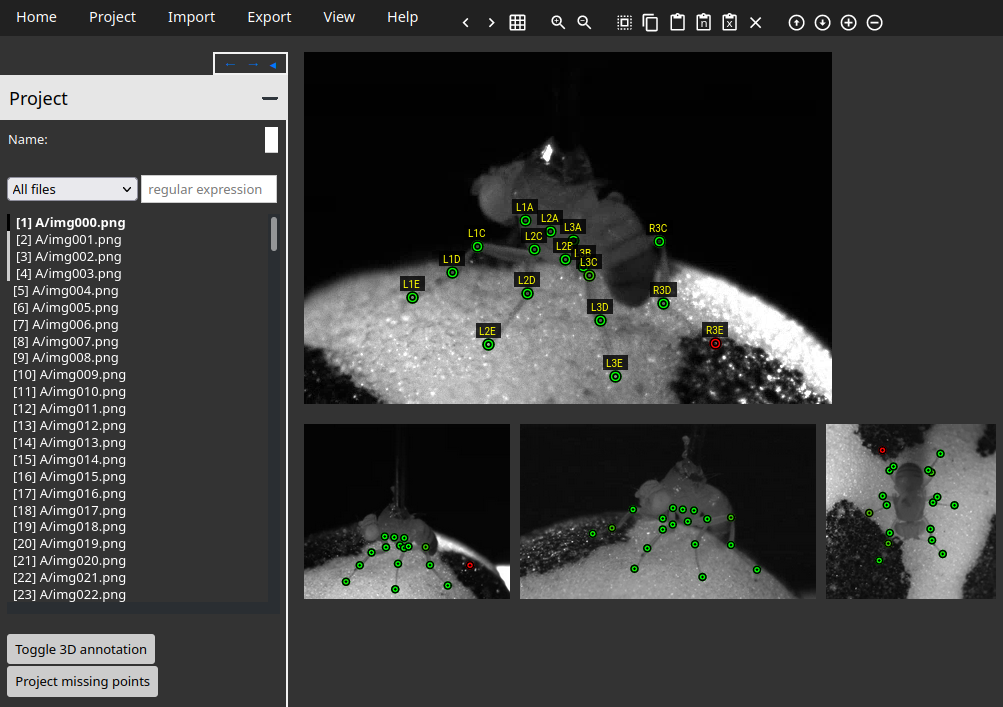 Home Project Import Export View Help
Project
Name:
All files regular expression
[1] A/img000.png
[2] A/img001.png
[3] A/img002.png
[4] A/img003.png
[5] A/img004.png
[6] A/img005.png
[7] A/img006.png
[8] A/img007.png
[9] A/img008.png
[10] A/img009.png
[11] A/img010.png
[12] A/img011.png
[13] A/img012.png
[14] A/img013.png
[15] A/img014.png
[16] A/img015.png
[17] A/img016.png
[18] A/img017.png
[19] A/img018.png
[20] A/img019.png
[21] A/img020.png
[22] A/img021.png
[23] A/img022.png
Toggle 3D annotation
Project missing points
L1A
L2A
L3A
R3C
L1C
L2C
L2B
L3B
L3C
L1D
L1E
L2D
R3D
L3D
L2E
R3E
L3E